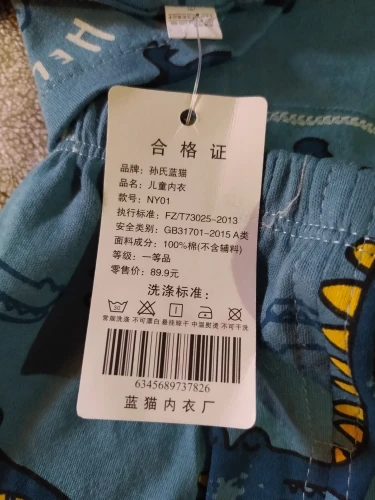 HEL
合格证
品牌：孙氏蓝猫
品名：儿童内衣
款号：NY01
执行标准：FZ/T73025-2013
安全类别：GB31701-2015 A类
面料成分：100%棉(不含辅料)
等级：一等品
零售价：89.9元
洗涤标准：
常规洗涤 不可漂白 悬挂晾干 中温熨烫 不可干洗
6345689737826
蓝猫内衣厂